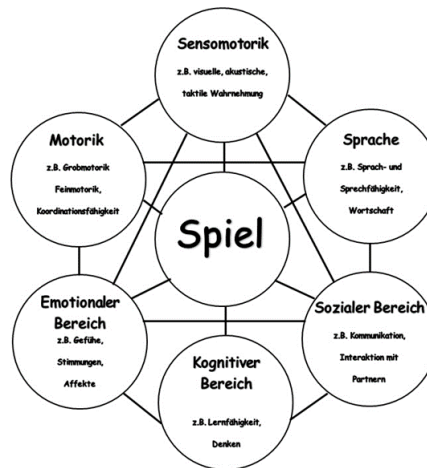 Sensomotorik
z.B. visuelle, akustische,
taktile Wahrnehmung
Motorik
z.B. Grobmotorik
Feinmotorik,
Koordinationsfähigkeit
Sprache
z.B. Sprach- und
Sprechfähigkeit,
Wortschaft
Spiel
Emotionaler
Bereich
z.B. Gefühe,
Stimmungen,
Affekte
Sozialer Bereich
z.B. Kommunikation,
Interaktion mit
Partnern
Kognitiver
Bereich
z.B. Lernfähigkeit,
Denken